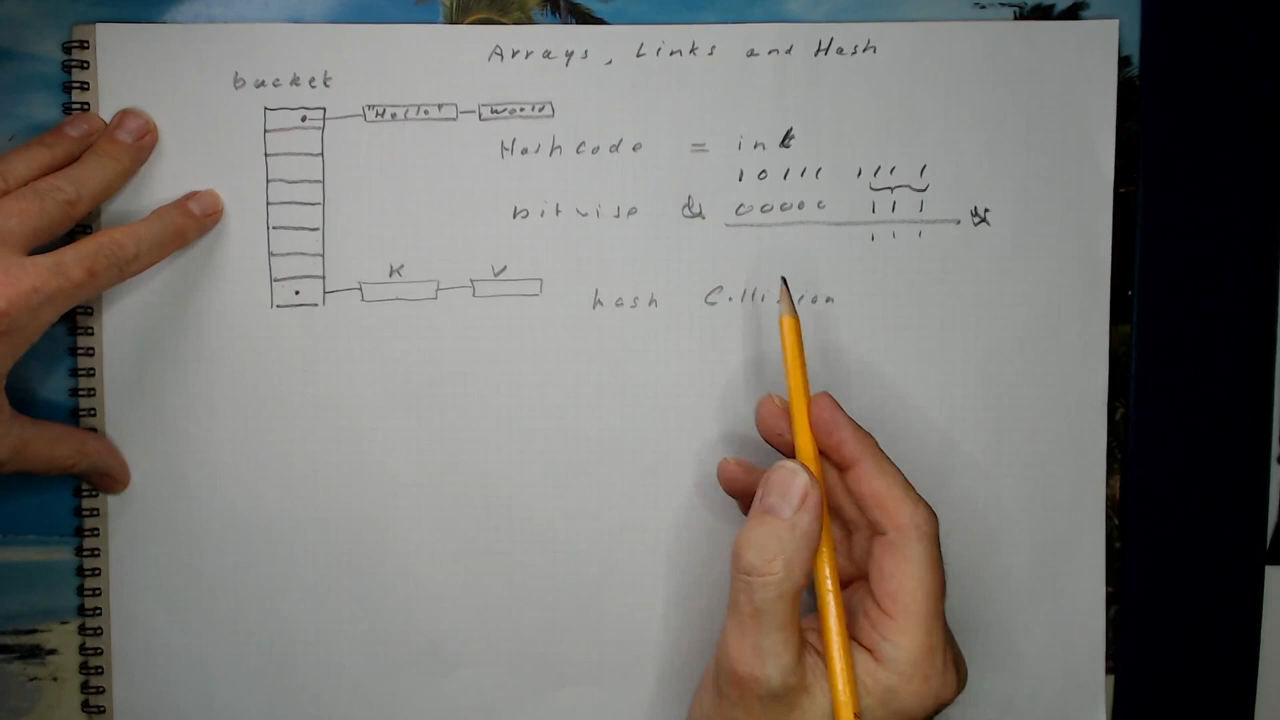 Arrays, Links and Hash
bucket
"Hello" World
Hashcode = int
10111 1111
bitwise & 00000 111 &
111
K V
hash Collision